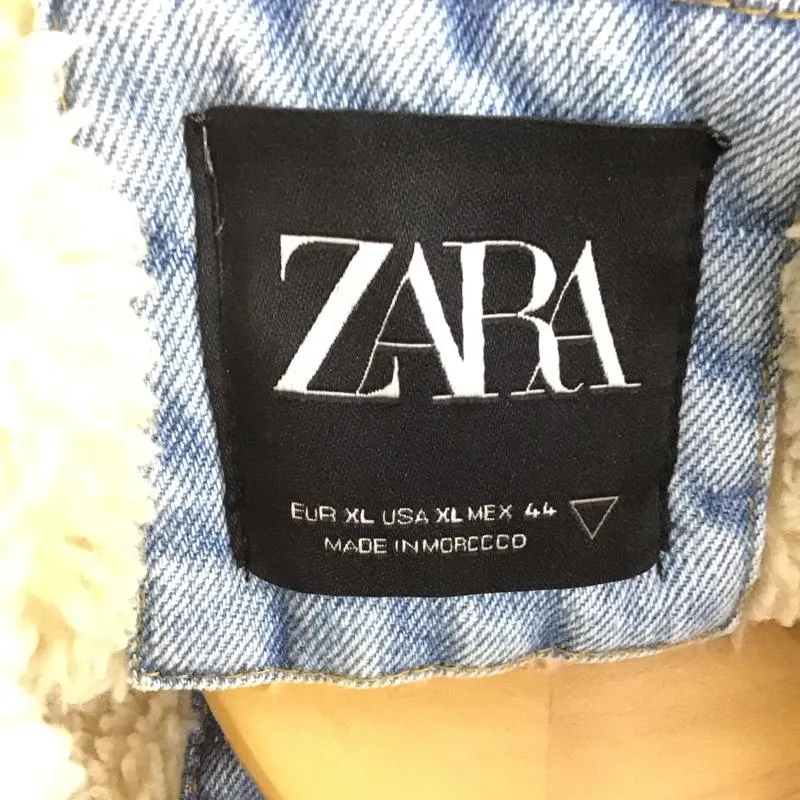 ZARA
EUR XL USA XL MEX 44
MADE IN MOROCCO